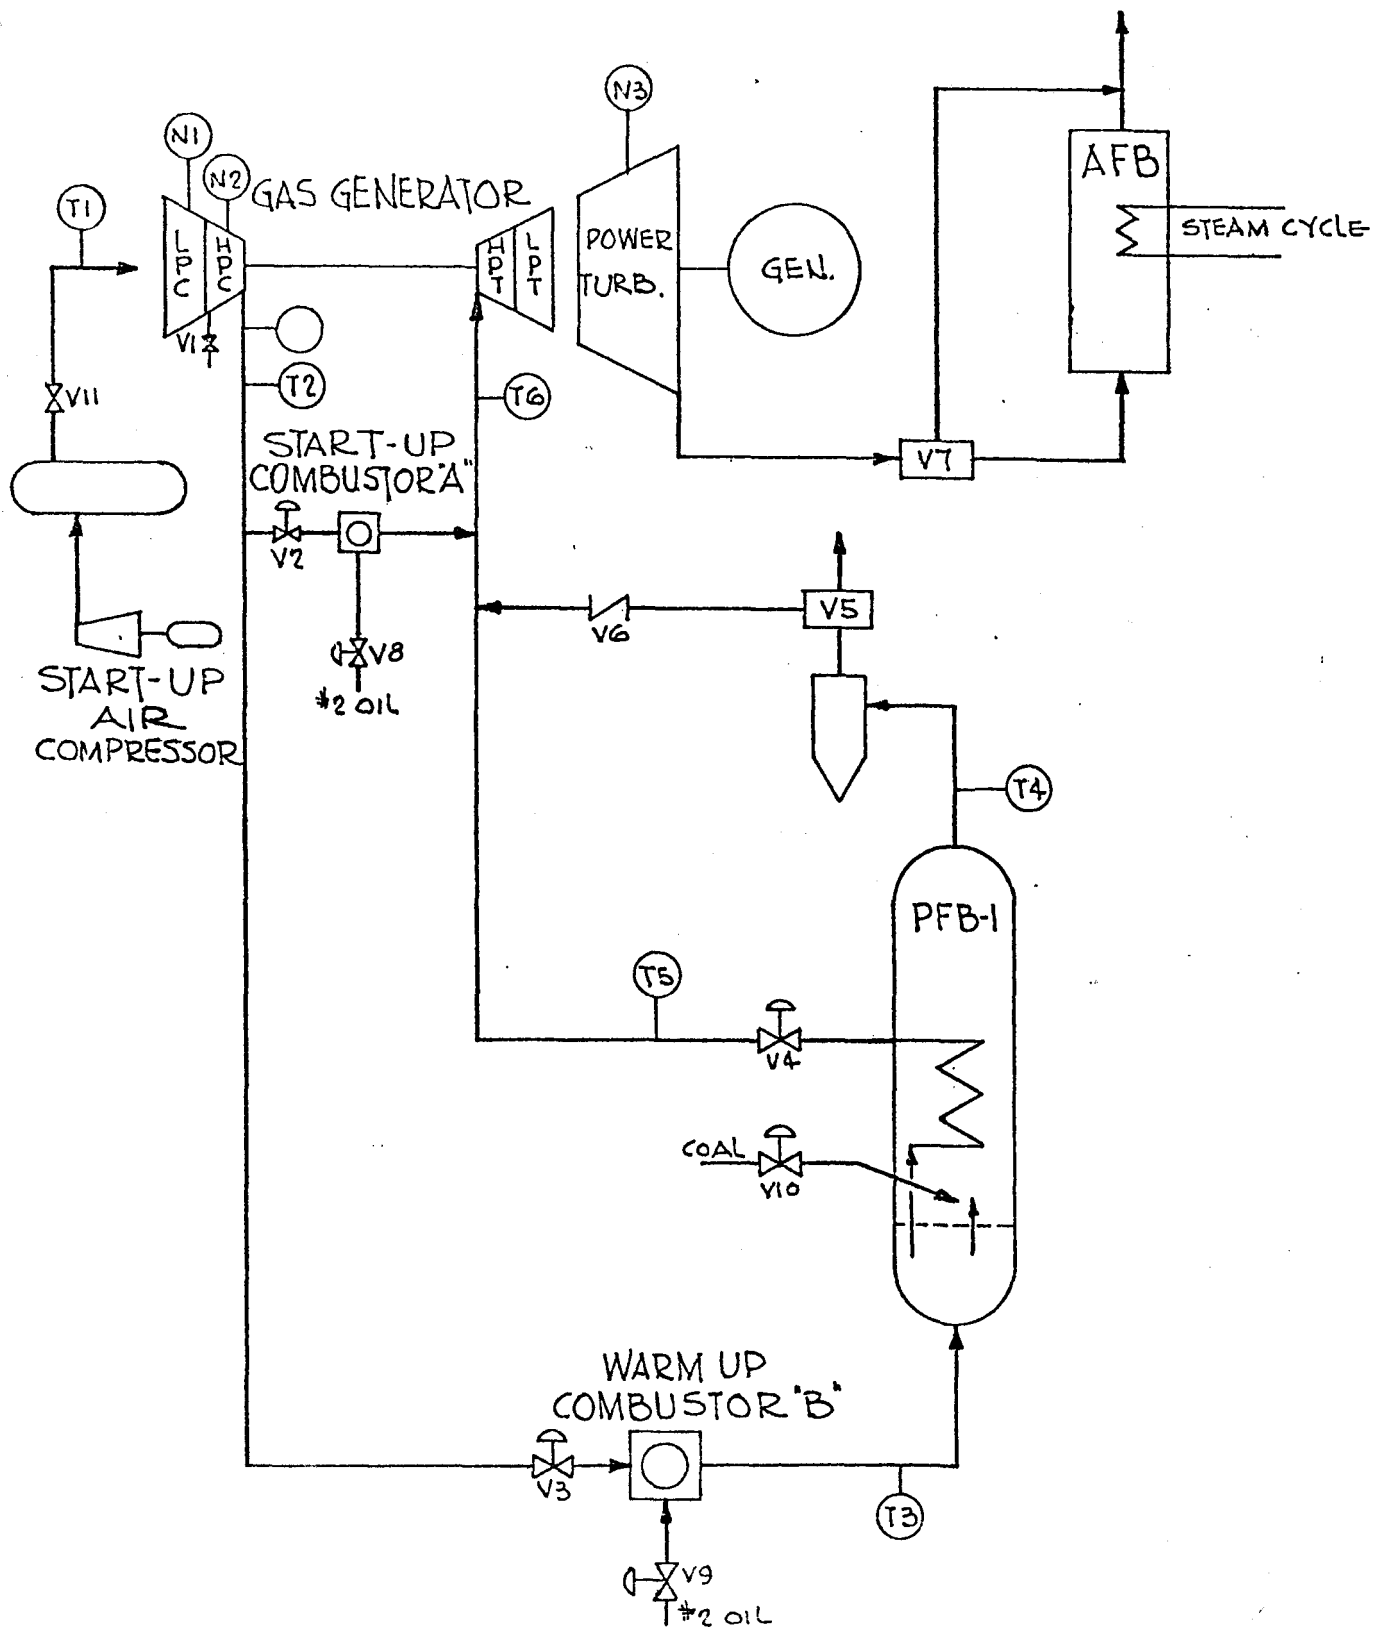 N3
N1
N2
GAS GENERATOR
T1
AFB
LPC
HPC
HPT
LPT
POWER
TURB.
GEN.
STEAM CYCLE
V1
T2
T6
V11
START-UP
COMBUSTOR "A"
V7
V2
V5
V6
V8
#2 OIL
START-UP
AIR
COMPRESSOR
T4
PFB-1
T5
V4
COAL
V10
WARM UP
COMBUSTOR "B"
V3
T3
V9
#2 OIL